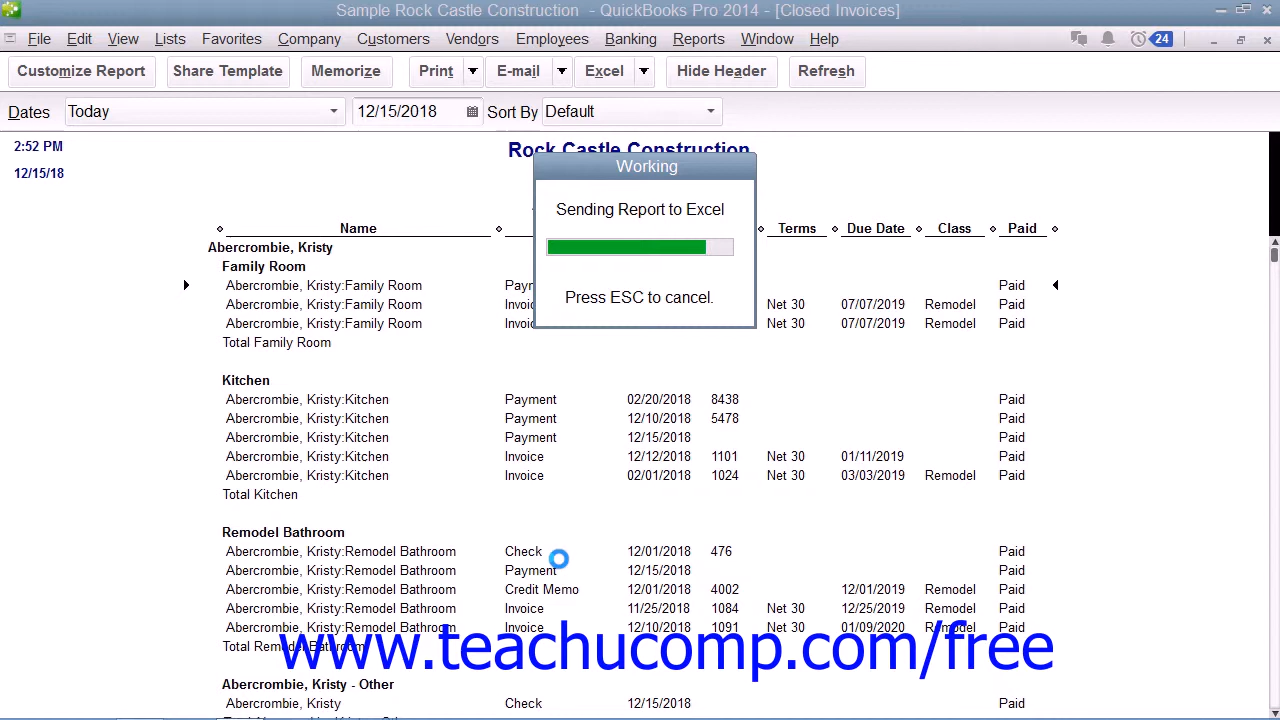 Sample Rock Castle Construction - QuickBooks Pro 2014 - [Closed Invoices]
File Edit View Lists Favorites Company Customers Vendors Employees Banking Reports Window Help 24
Customize Report Share Template Memorize Print E-mail Excel Hide Header Refresh
Dates Today 12/15/2018 Sort By Default
2:52 PM
12/15/18
Rock Castle Construction
Working
Sending Report to Excel
Press ESC to cancel.
Name Terms Due Date Class Paid
Abercrombie, Kristy
Family Room
Abercrombie, Kristy:Family Room Paid
Abercrombie, Kristy:Family Room Net 30 07/07/2019 Remodel Paid
Abercrombie, Kristy:Family Room Net 30 07/07/2019 Remodel Paid
Total Family Room
Kitchen
Abercrombie, Kristy:Kitchen Payment 02/20/2018 8438 Paid
Abercrombie, Kristy:Kitchen Payment 12/10/2018 5478 Paid
Abercrombie, Kristy:Kitchen Payment 12/15/2018 Paid
Abercrombie, Kristy:Kitchen Invoice 12/12/2018 1101 Net 30 01/11/2019 Paid
Abercrombie, Kristy:Kitchen Invoice 02/01/2018 1024 Net 30 03/03/2019 Remodel Paid
Total Kitchen
Remodel Bathroom
Abercrombie, Kristy:Remodel Bathroom Check 12/01/2018 476 Paid
Abercrombie, Kristy:Remodel Bathroom Payment 12/15/2018 Paid
Abercrombie, Kristy:Remodel Bathroom Credit Memo 12/01/2018 4002 12/01/2019 Remodel Paid
Abercrombie, Kristy:Remodel Bathroom Invoice 11/25/2018 1084 Net 30 12/25/2019 Remodel Paid
Abercrombie, Kristy:Remodel Bathroom Invoice 12/10/2018 1091 Net 30 01/09/2020 Remodel Paid
Total Remodel Bathroom
www.teachucomp.com/free
Abercrombie, Kristy - Other
Abercrombie, Kristy Check 12/15/2018 Paid